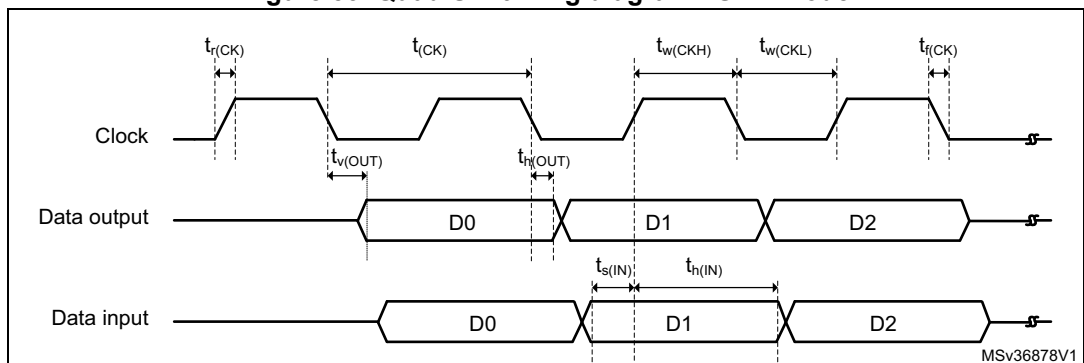 t_r(CK) t_(CK) t_w(CKH) t_w(CKL) t_f(CK)
Clock
t_v(OUT) t_h(OUT)
Data output D0 D1 D2
t_s(IN) t_h(IN)
Data input D0 D1 D2
MSv36878V1